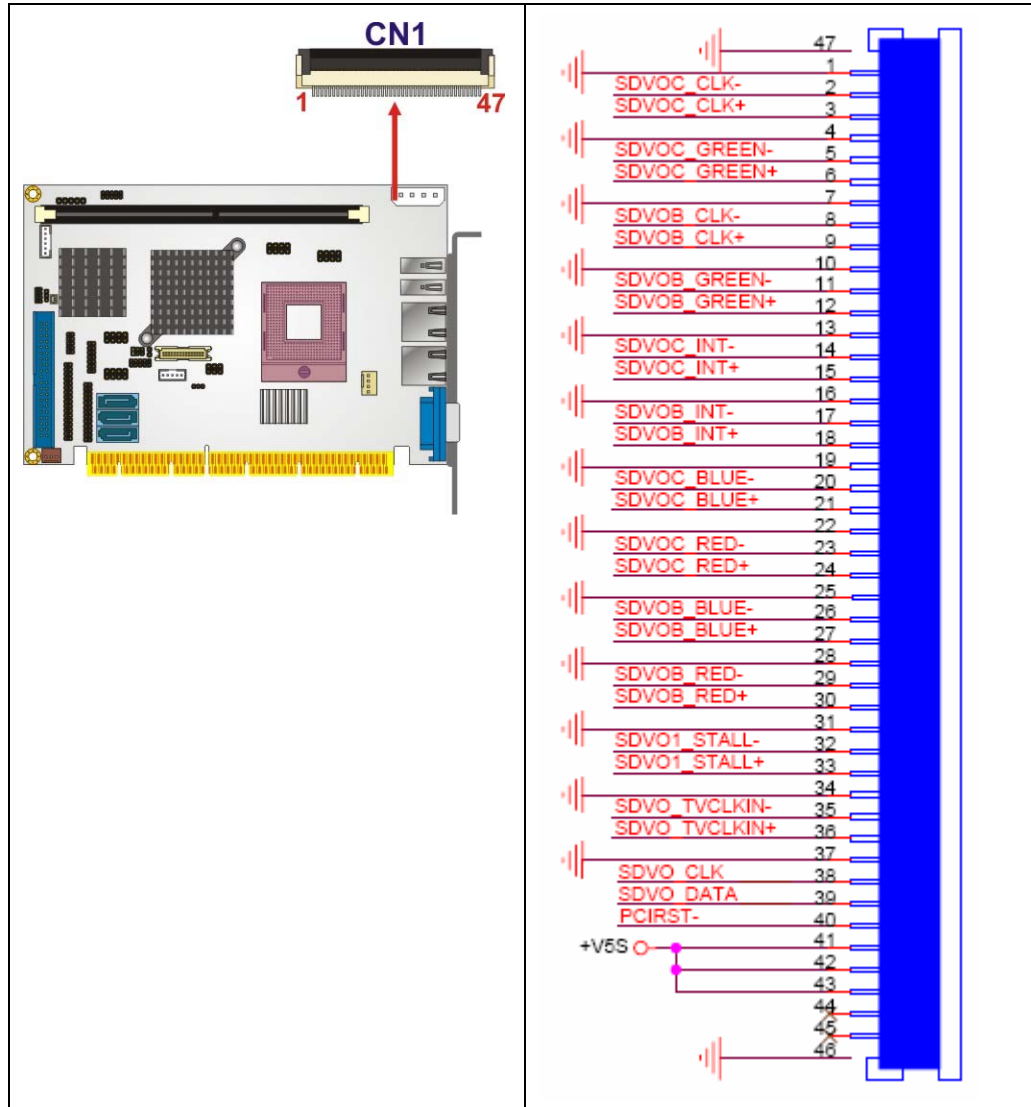 CN1
1 47
47
1
SDVOC_CLK- 2
SDVOC_CLK+ 3
4
SDVOC_GREEN- 5
SDVOC_GREEN+ 6
7
SDVOB_CLK- 8
SDVOB_CLK+ 9
10
SDVOB_GREEN- 11
SDVOB_GREEN+ 12
13
SDVOC_INT- 14
SDVOC_INT+ 15
16
SDVOB_INT- 17
SDVOB_INT+ 18
19
SDVOC_BLUE- 20
SDVOC_BLUE+ 21
22
SDVOC_RED- 23
SDVOC_RED+ 24
25
SDVOB_BLUE- 26
SDVOB_BLUE+ 27
28
SDVOB_RED- 29
SDVOB_RED+ 30
31
SDVO1_STALL- 32
SDVO1_STALL+ 33
34
SDVO_TVCLKIN- 35
SDVO_TVCLKIN+ 36
37
SDVO_CLK 38
SDVO_DATA 39
PCIRST- 40
+V5S 41
42
43
44
45
46